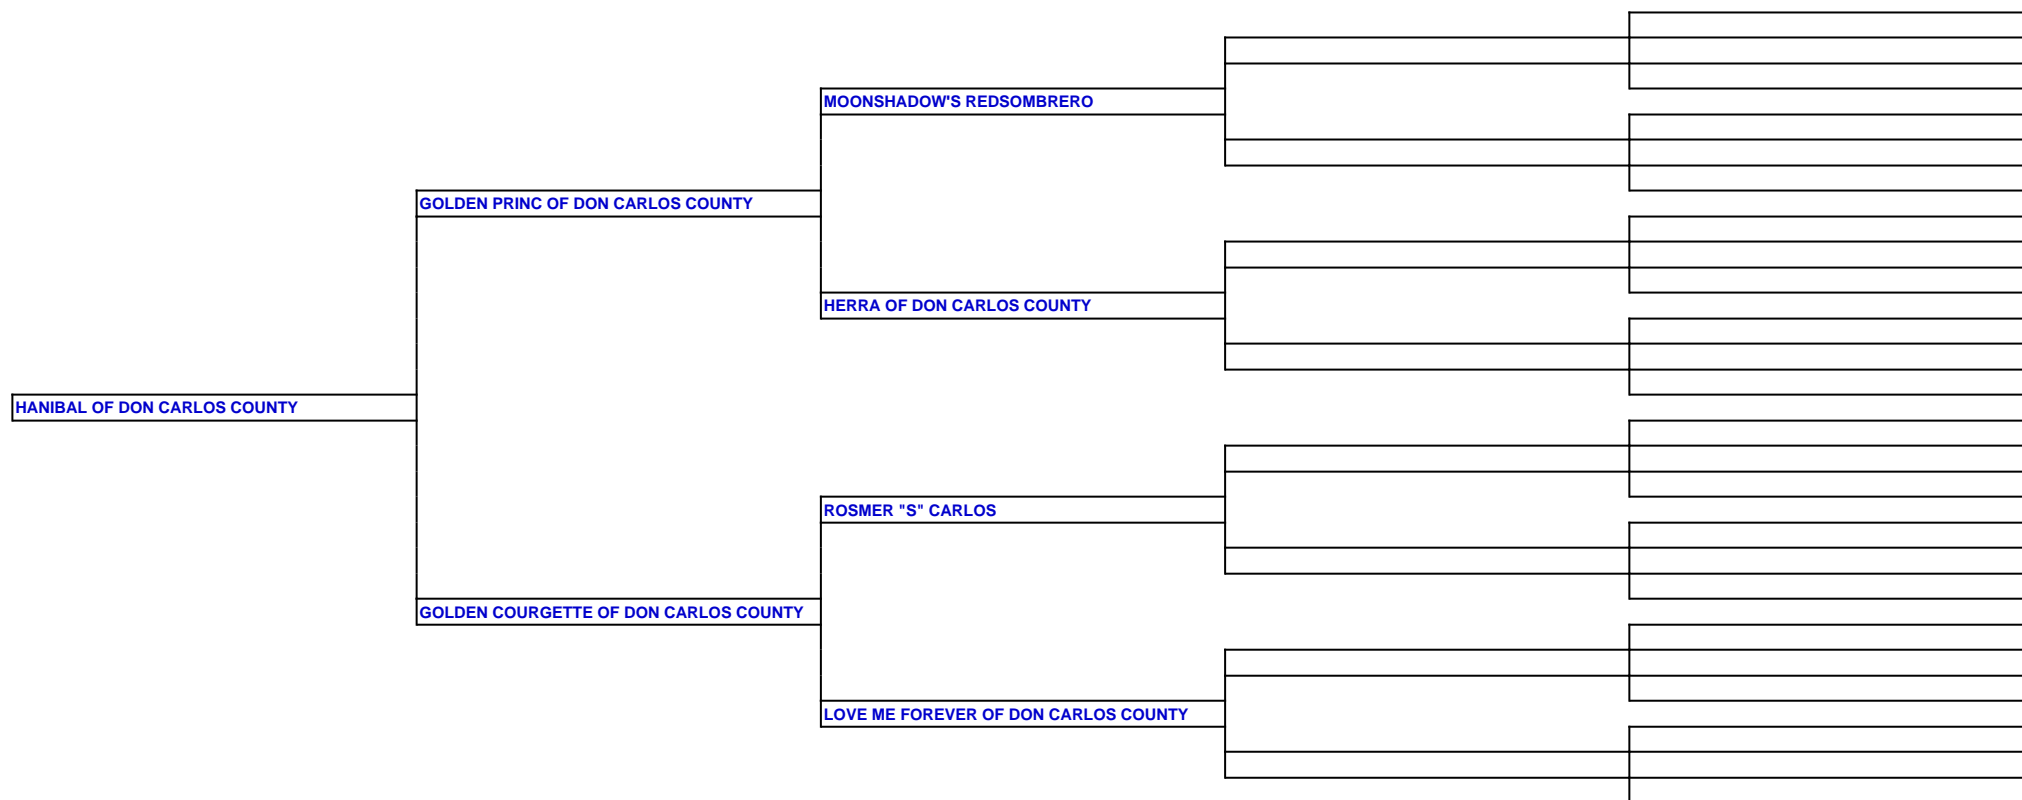 MOONSHADOW'S REDSOMBRERO
GOLDEN PRINC OF DON CARLOS COUNTY
HERRA OF DON CARLOS COUNTY
HANIBAL OF DON CARLOS COUNTY
ROSMER "S" CARLOS
GOLDEN COURGETTE OF DON CARLOS COUNTY
LOVE ME FOREVER OF DON CARLOS COUNTY